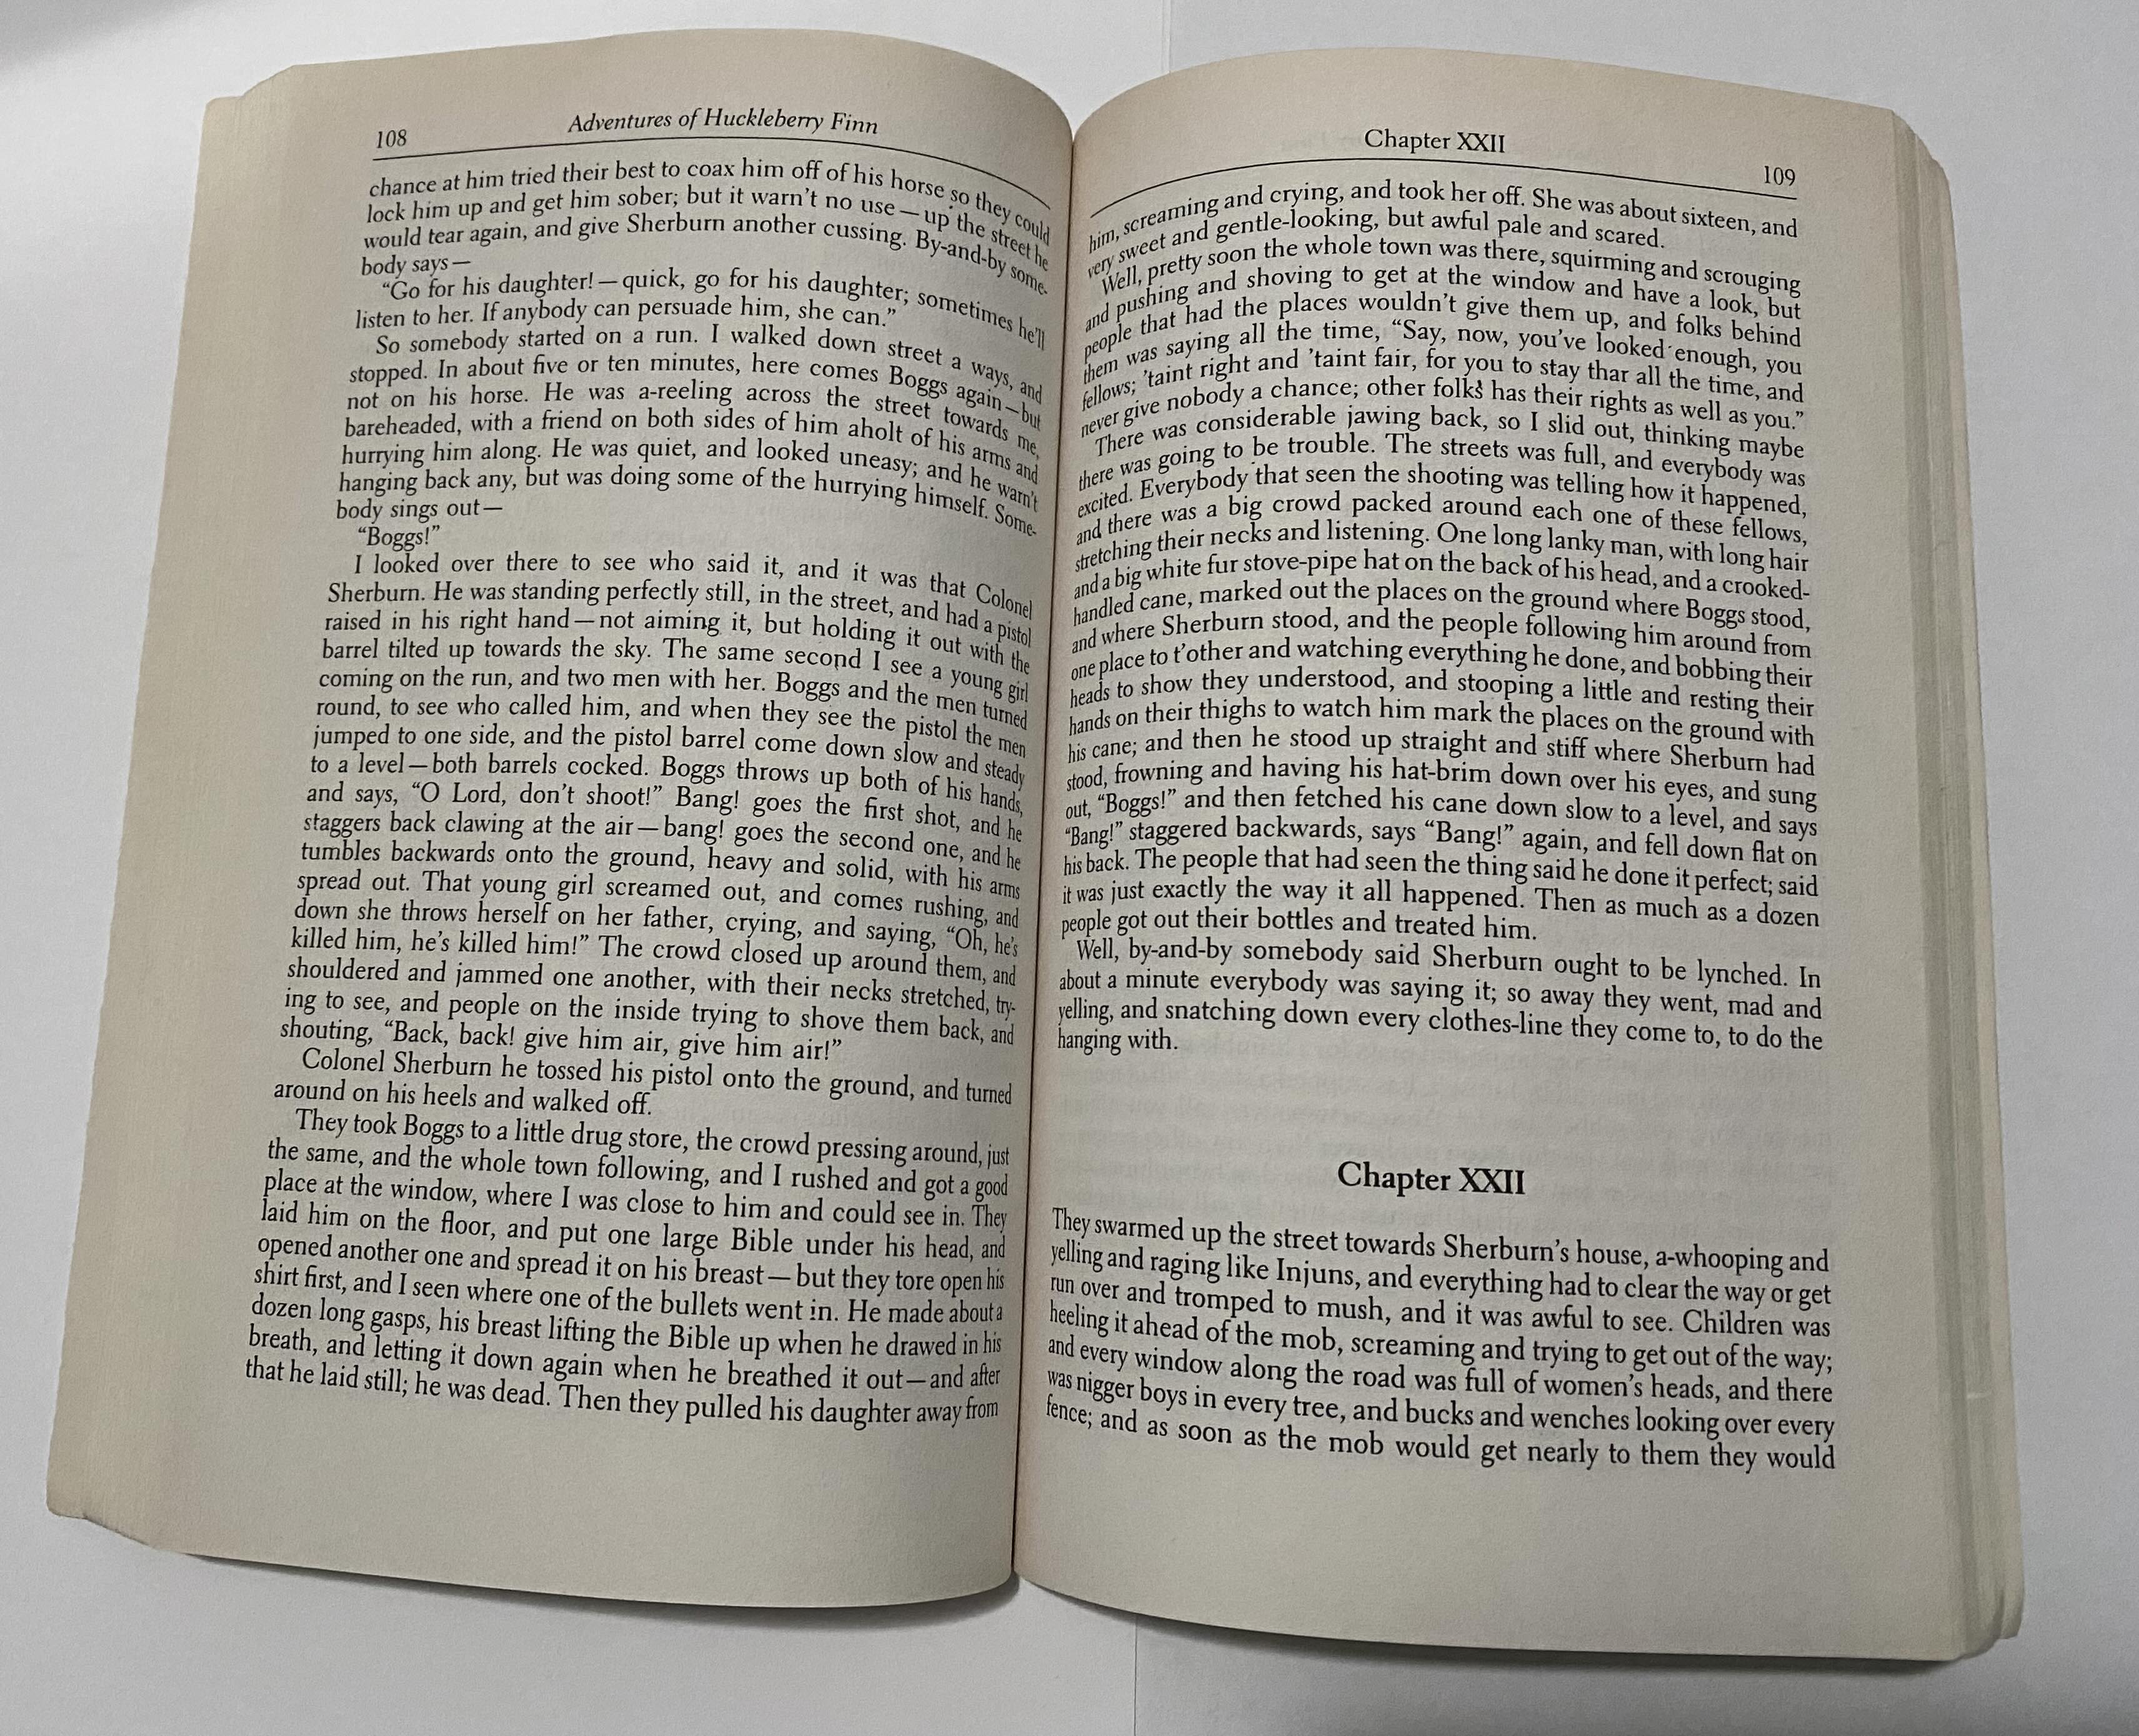 108
Adventures of Huckleberry Finn
chance at him tried their best to coax him off of his horse so they could
lock him up and get him sober; but it warn't no use—up the street he
would tear again, and give Sherburn another cussing. By-and-by some-
body says—
“Go for his daughter!—quick, go for his daughter; sometimes he'll
listen to her. If anybody can persuade him, she can.”
So somebody started on a run. I walked down street a ways, and
stopped. In about five or ten minutes, here comes Boggs again—but
not on his horse. He was a-reeling across the street towards me,
bareheaded, with a friend on both sides of him aholt of his arms and
hurrying him along. He was quiet, and looked uneasy; and he warn't
hanging back any, but was doing some of the hurrying himself. Some-
body sings out—
“Boggs!”
I looked over there to see who said it, and it was that Colonel
Sherburn. He was standing perfectly still, in the street, and had a pistol
raised in his right hand—not aiming it, but holding it out with the
barrel tilted up towards the sky. The same second I see a young girl
coming on the run, and two men with her. Boggs and the men turned
round, to see who called him, and when they see the pistol the men
jumped to one side, and the pistol barrel come down slow and steady
to a level—both barrels cocked. Boggs throws up both of his hands,
and says, “O Lord, don't shoot!” Bang! goes the first shot, and he
staggers back clawing at the air—bang! goes the second one, and he
tumbles backwards onto the ground, heavy and solid, with his arms
spread out. That young girl screamed out, and comes rushing, and
down she throws herself on her father, crying, and saying, “Oh, he's
killed him, he's killed him!” The crowd closed up around them, and
shouldered and jammed one another, with their necks stretched, try-
ing to see, and people on the inside trying to shove them back, and
shouting, “Back, back! give him air, give him air!”
Colonel Sherburn he tossed his pistol onto the ground, and turned
around on his heels and walked off.
They took Boggs to a little drug store, the crowd pressing around, just
the same, and the whole town following, and I rushed and got a good
place at the window, where I was close to him and could see in. They
laid him on the floor, and put one large Bible under his head, and
opened another one and spread it on his breast—but they tore open his
shirt first, and I seen where one of the bullets went in. He made about a
dozen long gasps, his breast lifting the Bible up when he drawed in his
breath, and letting it down again when he breathed it out—and after
that he laid still; he was dead. Then they pulled his daughter away from
Chapter XXII
109
him, screaming and crying, and took her off. She was about sixteen, and
very sweet and gentle-looking, but awful pale and scared.
Well, pretty soon the whole town was there, squirming and scrouging
and pushing and shoving to get at the window and have a look, but
people that had the places wouldn't give them up, and folks behind
them was saying all the time, “Say, now, you've looked enough, you
fellows; 'taint right and 'taint fair, for you to stay thar all the time, and
never give nobody a chance; other folks has their rights as well as you.”
There was considerable jawing back, so I slid out, thinking maybe
there was going to be trouble. The streets was full, and everybody was
excited. Everybody that seen the shooting was telling how it happened,
and there was a big crowd packed around each one of these fellows,
stretching their necks and listening. One long lanky man, with long hair
and a big white fur stove-pipe hat on the back of his head, and a crooked-
handled cane, marked out the places on the ground where Boggs stood,
and where Sherburn stood, and the people following him around from
one place to t'other and watching everything he done, and bobbing their
heads to show they understood, and stooping a little and resting their
hands on their thighs to watch him mark the places on the ground with
his cane; and then he stood up straight and stiff where Sherburn had
stood, frowning and having his hat-brim down over his eyes, and sung
out, “Boggs!” and then fetched his cane down slow to a level, and says
“Bang!” staggered backwards, says “Bang!” again, and fell down flat on
his back. The people that had seen the thing said he done it perfect; said
it was just exactly the way it all happened. Then as much as a dozen
people got out their bottles and treated him.
Well, by-and-by somebody said Sherburn ought to be lynched. In
about a minute everybody was saying it; so away they went, mad and
yelling, and snatching down every clothes-line they come to, to do the
hanging with.
Chapter XXII
They swarmed up the street towards Sherburn's house, a-whooping and
yelling and raging like Injuns, and everything had to clear the way or get
run over and tromped to mush, and it was awful to see. Children was
heeling it ahead of the mob, screaming and trying to get out of the way;
and every window along the road was full of women's heads, and there
was nigger boys in every tree, and bucks and wenches looking over every
fence; and as soon as the mob would get nearly to them they would